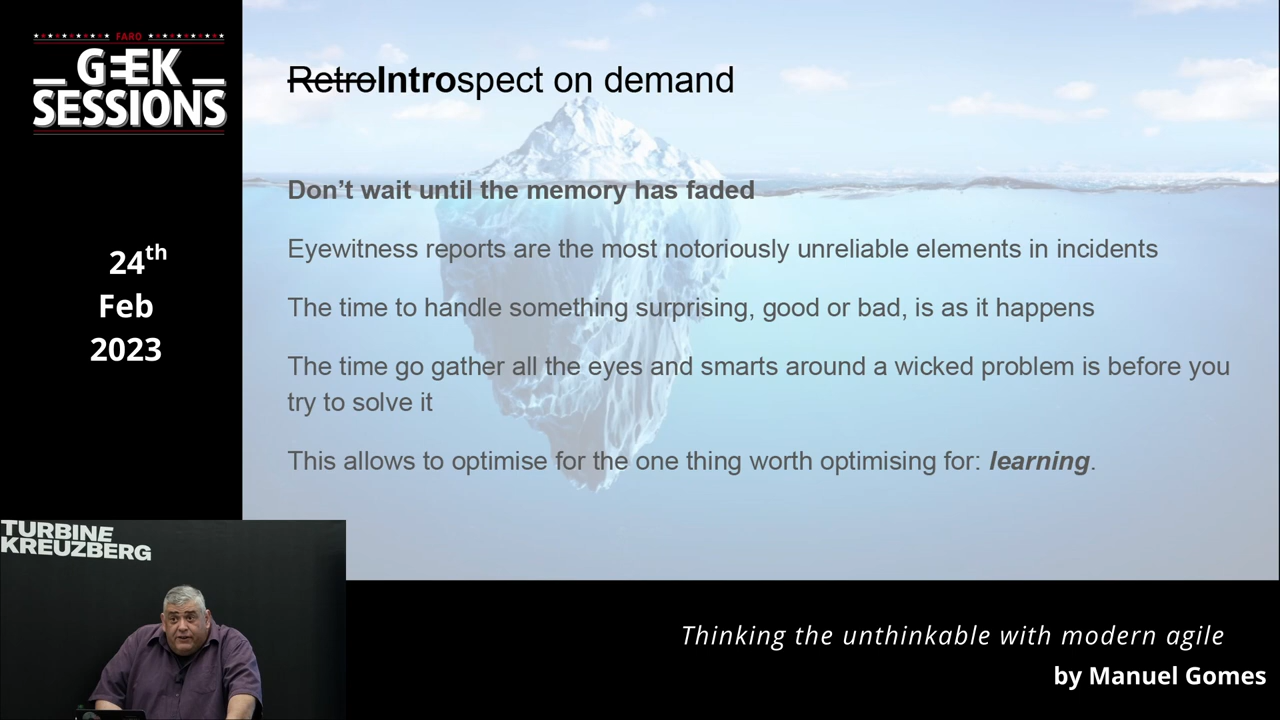 FARO
GEEK
SESSIONS
24th
Feb
2023
RetroIntrospect on demand
Don’t wait until the memory has faded
Eyewitness reports are the most notoriously unreliable elements in incidents
The time to handle something surprising, good or bad, is as it happens
The time go gather all the eyes and smarts around a wicked problem is before you
try to solve it
This allows to optimise for the one thing worth optimising for: learning.
TURBINE
KREUZBERG
Thinking the unthinkable with modern agile
by Manuel Gomes